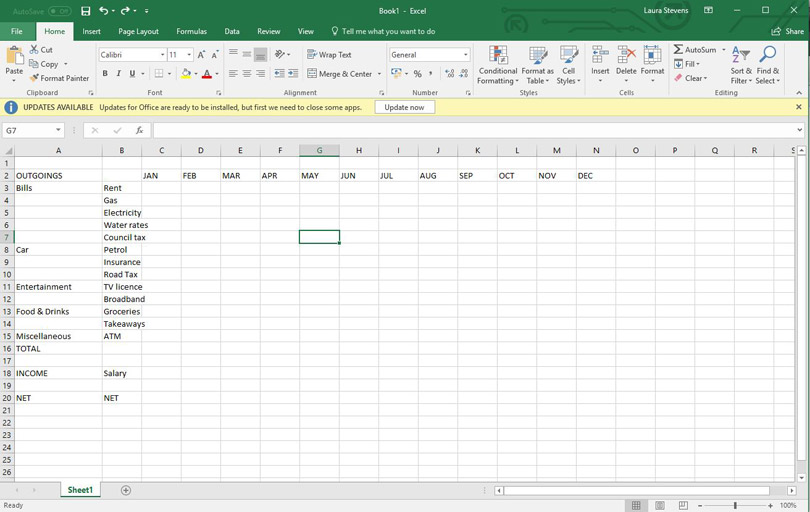 AutoSave Off Book1 - Excel Laura Stevens
File Home Insert Page Layout Formulas Data Review View Tell me what you want to do Share
Paste Cut Copy Format Painter
Calibri 11 A A
B I U A
Wrap Text
Merge & Center
General
% ,
Conditional Formatting
Format as Table
Cell Styles
Insert Delete Format
AutoSum Fill Clear
Sort & Filter
Find & Select
Clipboard Font Alignment Number Styles Cells Editing
UPDATES AVAILABLE Updates for Office are ready to be installed, but first we need to close some apps. Update now
G7 fx
A B C D E F G H I J K L M N O P Q R S
1
2 OUTGOINGS JAN FEB MAR APR MAY JUN JUL AUG SEP OCT NOV DEC
3 Bills Rent
4 Gas
5 Electricity
6 Water rates
7 Council tax
8 Car Petrol
9 Insurance
10 Road Tax
11 Entertainment TV licence
12 Broadband
13 Food & Drinks Groceries
14 Takeaways
15 Miscellaneous ATM
16 TOTAL
17
18 INCOME Salary
19
20 NET NET
21
22
23
24
25
26
Sheet1
Ready 100%